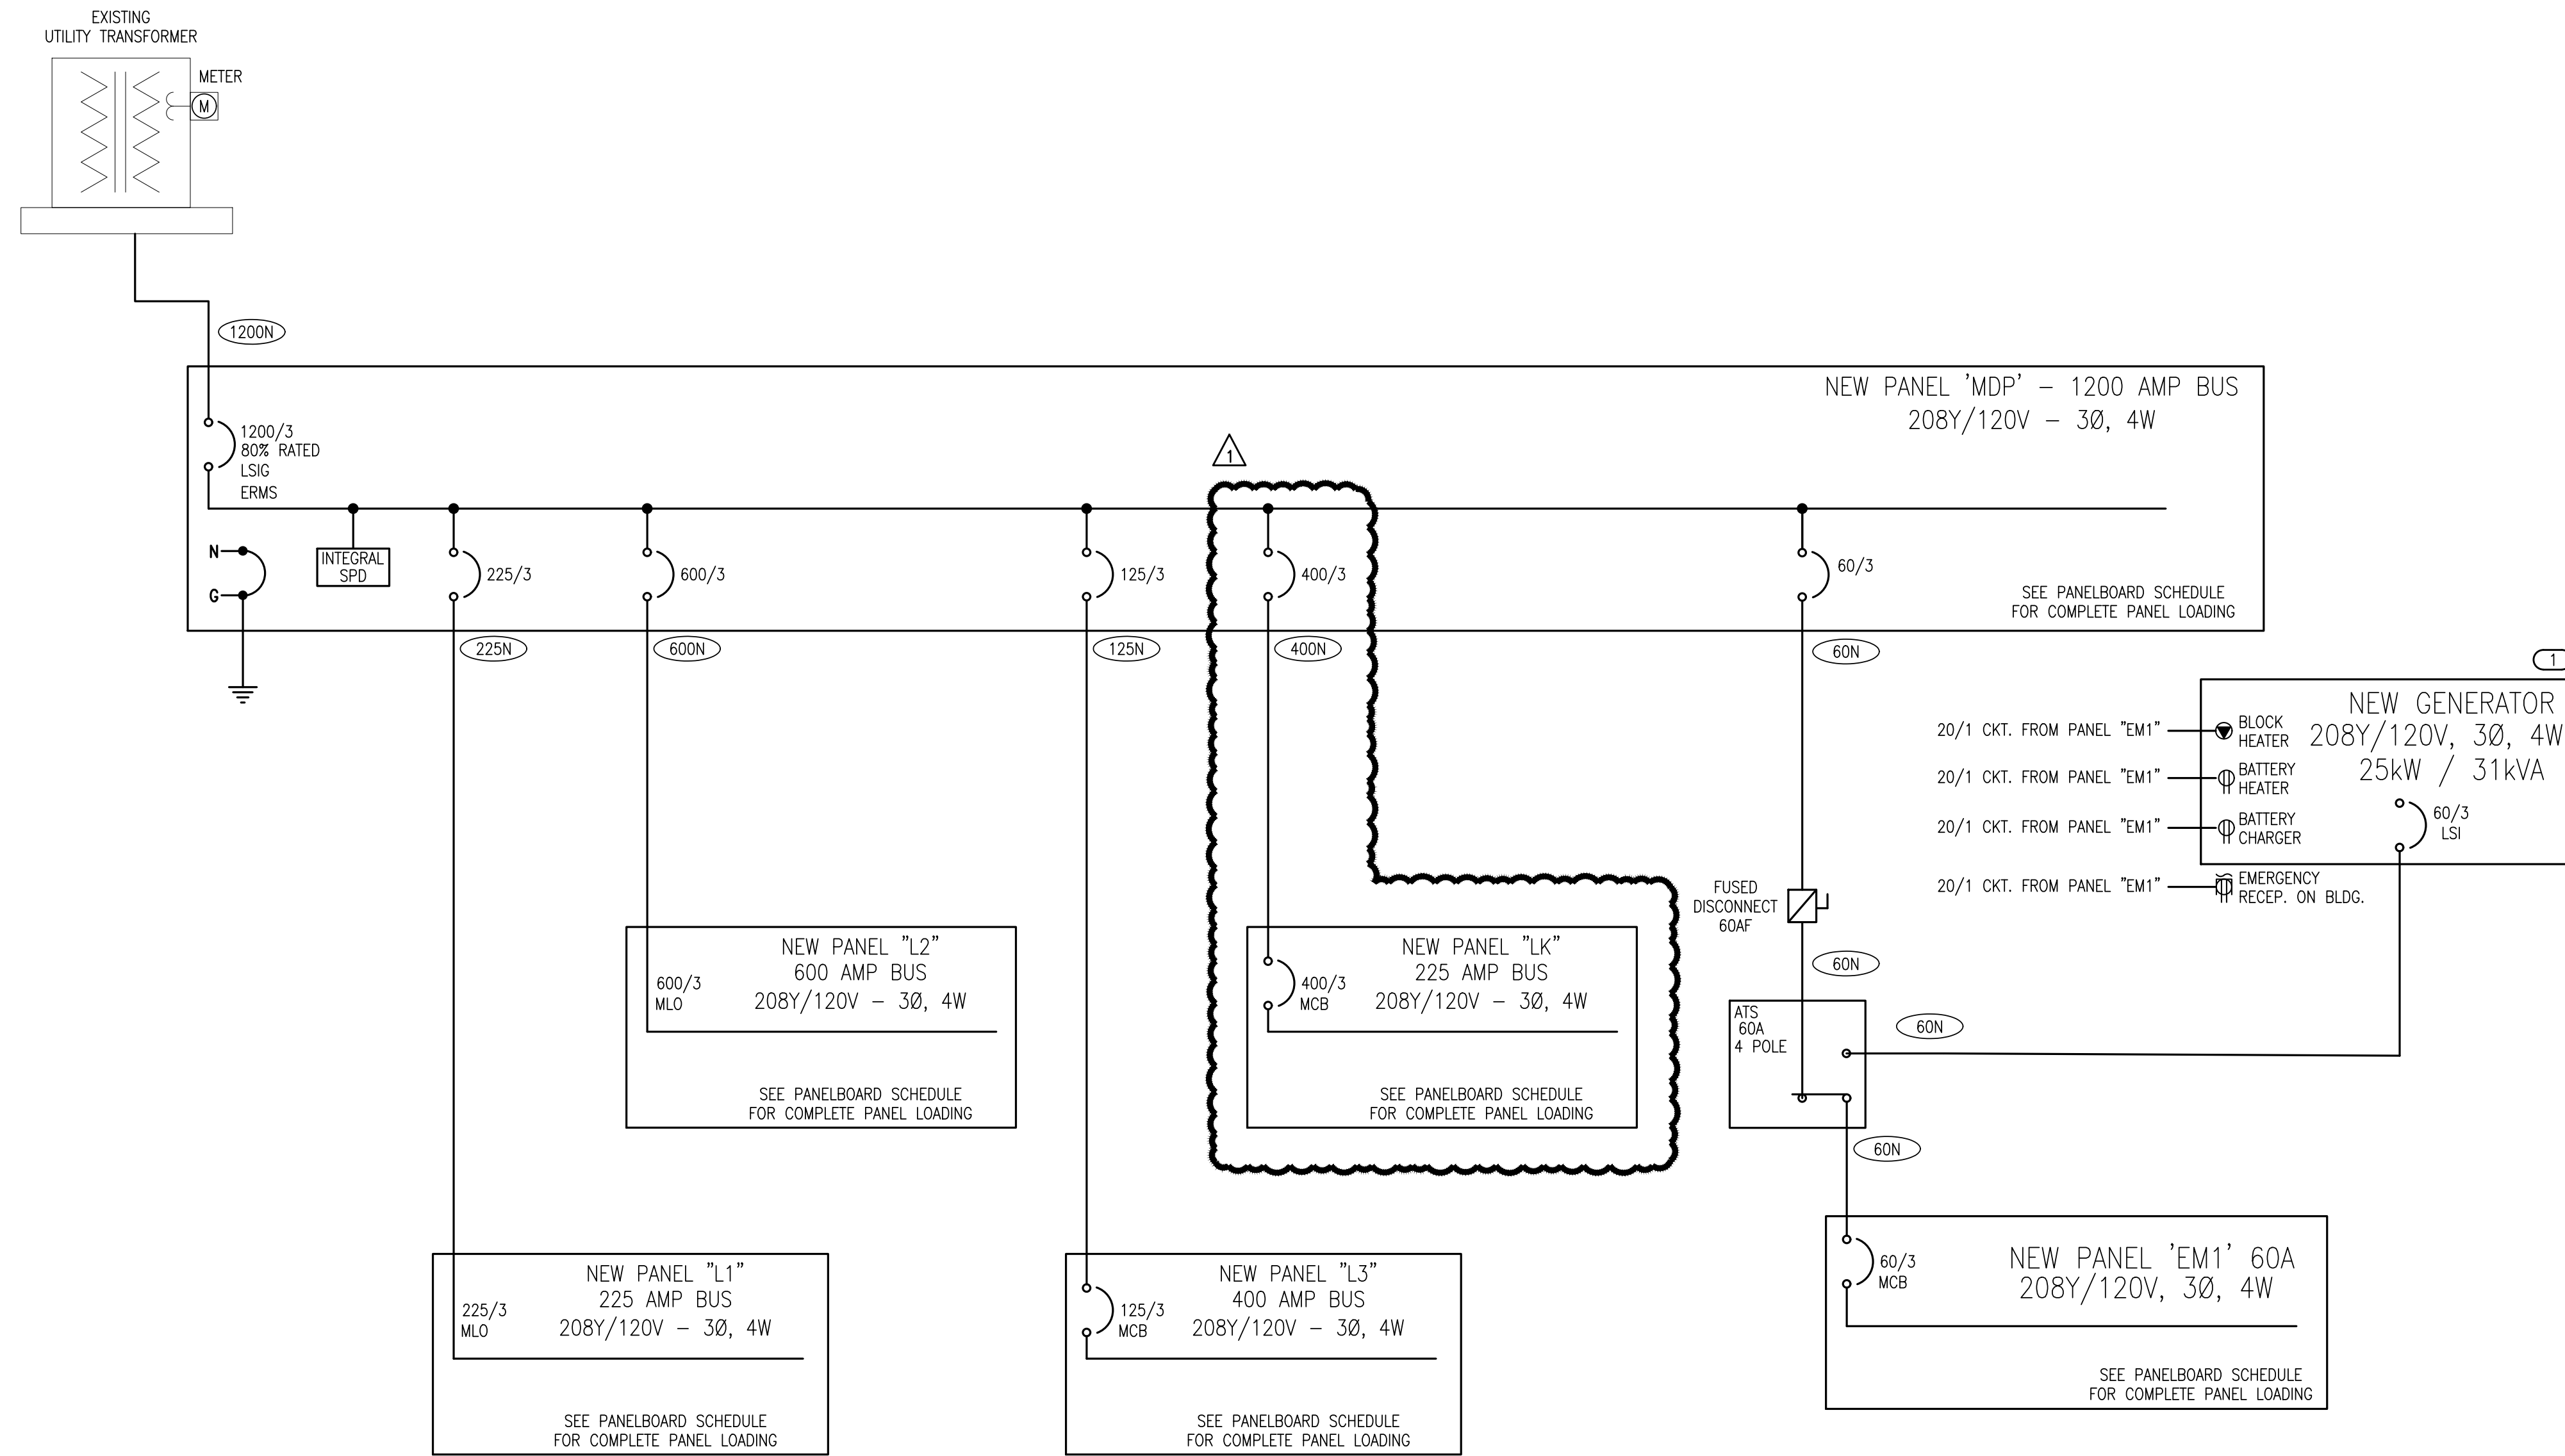 EXISTING
UTILITY TRANSFORMER
METER
M
1200N
NEW PANEL 'MDP' – 1200 AMP BUS
208Y/120V – 3Ø, 4W
1200/3
80% RATED
LSIG
ERMS
1
N
G
INTEGRAL
SPD
225/3
600/3
125/3
400/3
60/3
SEE PANELBOARD SCHEDULE
FOR COMPLETE PANEL LOADING
225N
600N
125N
400N
60N
1
NEW GENERATOR
208Y/120V, 3Ø, 4W
25kW / 31kVA
20/1 CKT. FROM PANEL "EM1"
BLOCK
HEATER
20/1 CKT. FROM PANEL "EM1"
BATTERY
HEATER
20/1 CKT. FROM PANEL "EM1"
BATTERY
CHARGER
60/3
LSI
20/1 CKT. FROM PANEL "EM1"
EMERGENCY
RECEP. ON BLDG.
FUSED
DISCONNECT
60AF
60N
NEW PANEL "L2"
600 AMP BUS
208Y/120V – 3Ø, 4W
600/3
MLO
SEE PANELBOARD SCHEDULE
FOR COMPLETE PANEL LOADING
NEW PANEL "LK"
225 AMP BUS
208Y/120V – 3Ø, 4W
400/3
MCB
SEE PANELBOARD SCHEDULE
FOR COMPLETE PANEL LOADING
ATS
60A
4 POLE
60N
60N
NEW PANEL "L1"
225 AMP BUS
208Y/120V – 3Ø, 4W
225/3
MLO
SEE PANELBOARD SCHEDULE
FOR COMPLETE PANEL LOADING
NEW PANEL "L3"
400 AMP BUS
208Y/120V – 3Ø, 4W
125/3
MCB
SEE PANELBOARD SCHEDULE
FOR COMPLETE PANEL LOADING
NEW PANEL 'EM1' 60A
208Y/120V, 3Ø, 4W
60/3
MCB
SEE PANELBOARD SCHEDULE
FOR COMPLETE PANEL LOADING